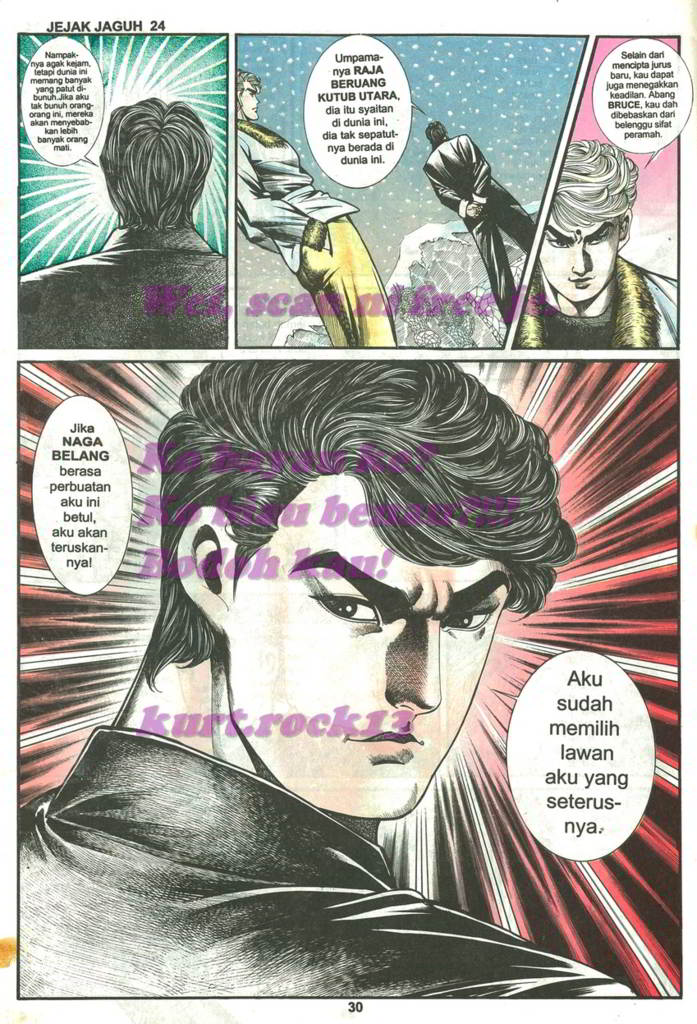 JEJAK JAGUH 24
Nampak-
nya agak kejam,
tetapi dunia ini
memang banyak
yang patut di-
bunuh.Jika aku
tak bunuh orang-
orang ini, mereka
akan menyebab-
kan lebih
banyak orang
mati.
Umpama-
nya RAJA
BERUANG
KUTUB UTARA,
dia itu syaitan
di dunia ini,
dia tak sepatut-
nya berada di
dunia ini.
Selain dari
mencipta jurus
baru, kau dapat
juga menegakkan
keadilan. Abang
BRUCE, kau dah
dibebaskan dari
belenggu sifat
peramah.
Wei, scan ni free je.
Jika
NAGA
BELANG
berasa
perbuatan
aku ini
betul,
aku akan
teruskan-
nya!
Ko bayau ke?
Ko biau benau?!!!
Bodoh kau!
kurt.rock13
Aku
sudah
memilih
lawan
aku yang
seterus-
nya.
30